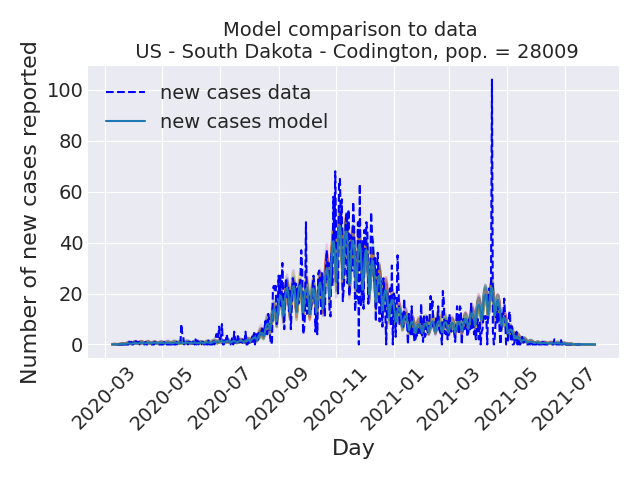 Model comparison to data
US - South Dakota - Codington, pop. = 28009
Number of new cases reported
100
80
60
40
20
0
new cases data
new cases model
2020-03
2020-05
2020-07
2020-09
2020-11
2021-01
2021-03
2021-05
2021-07
Day